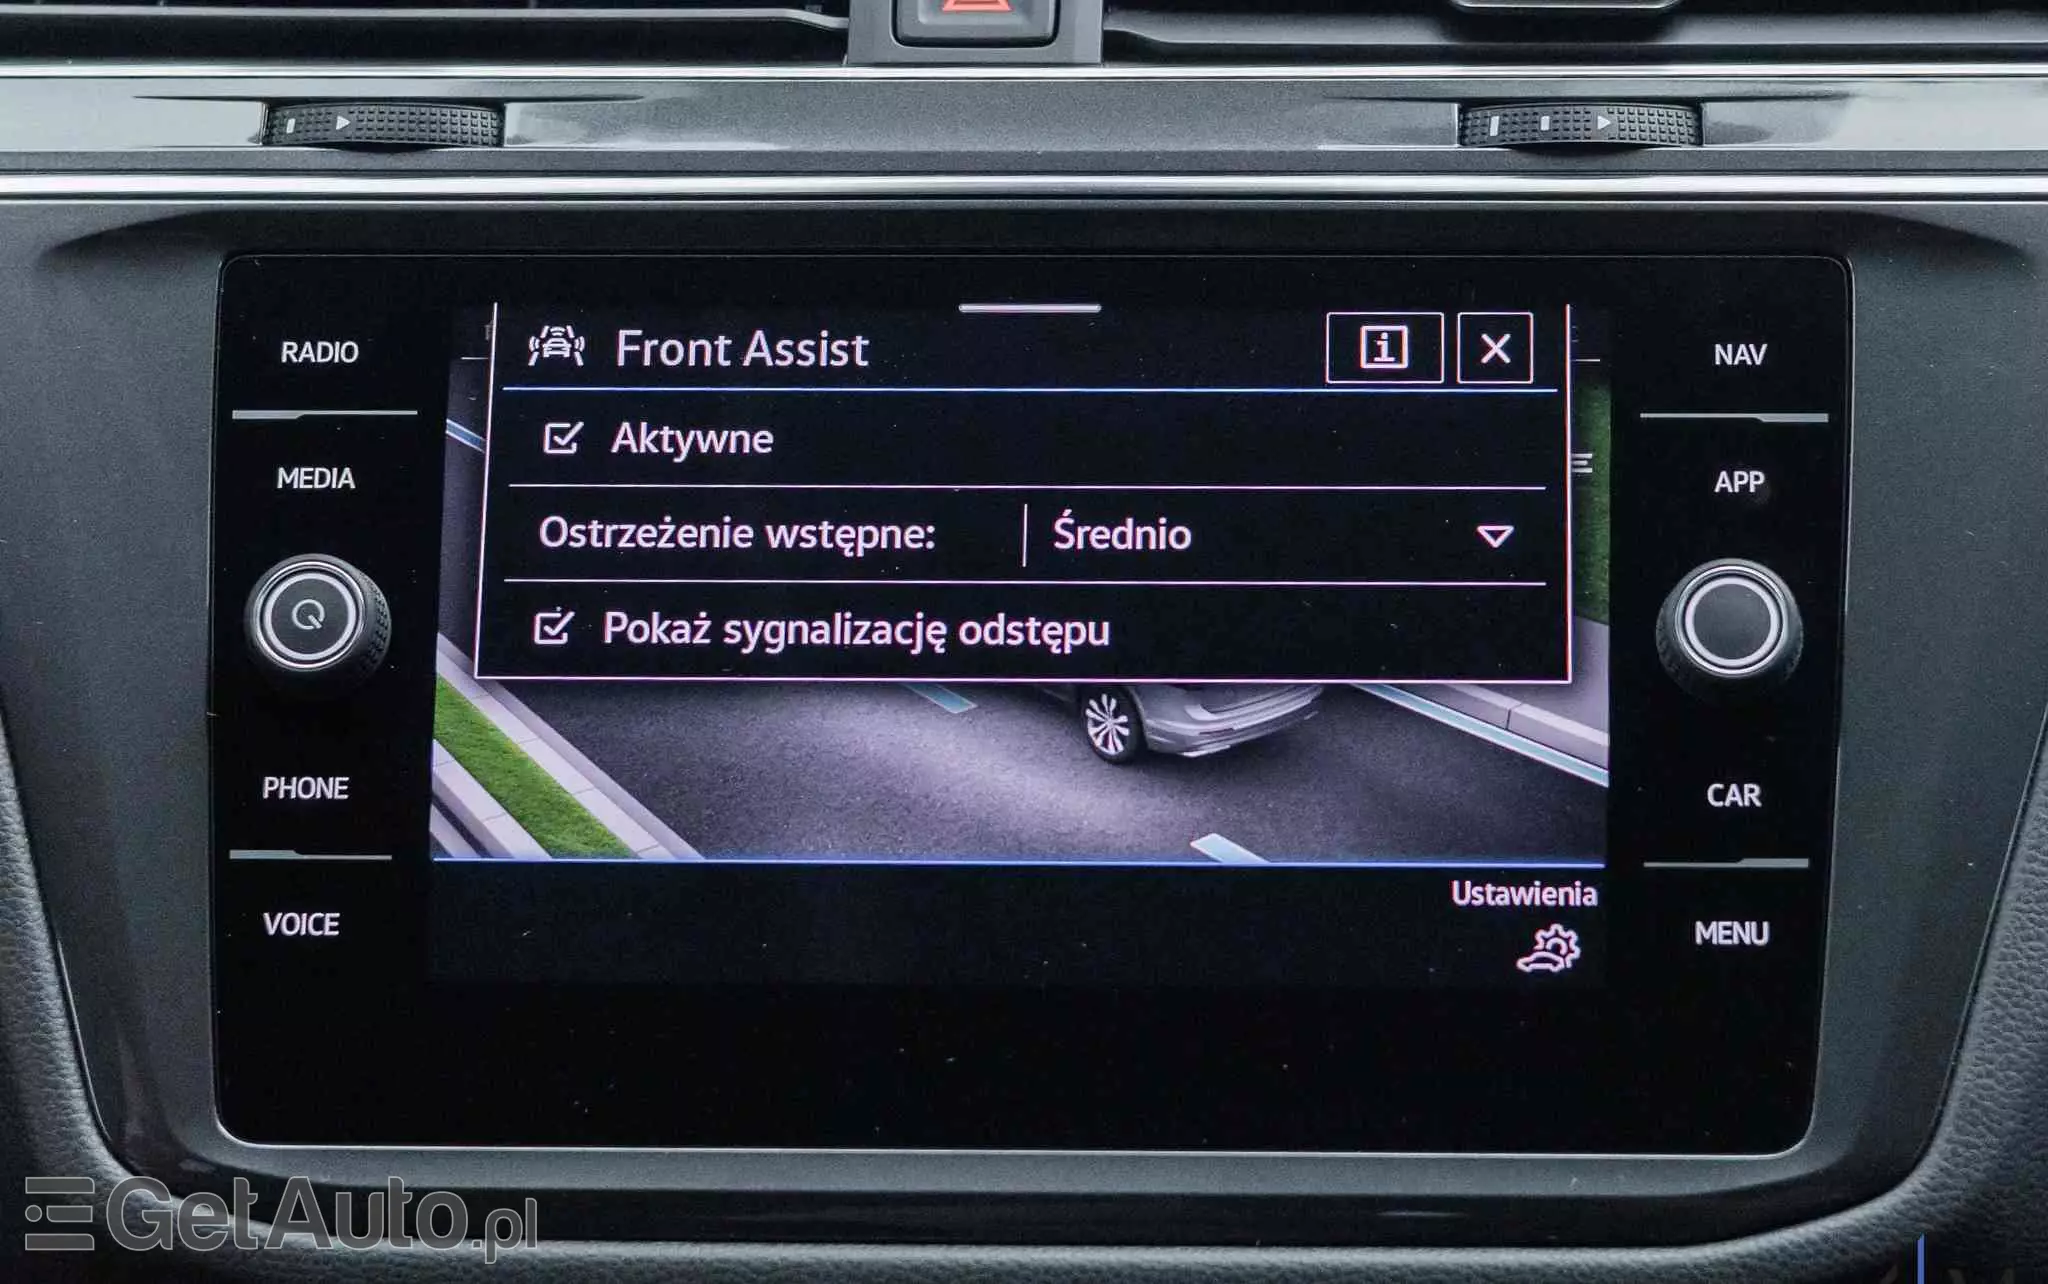 RADIO
MEDIA
PHONE
VOICE
Front Assist
Aktywne
Ostrzeżenie wstępne: Średnio
Pokaż sygnalizację odstępu
Ustawienia
NAV
APP
CAR
MENU
GetAuto.pl